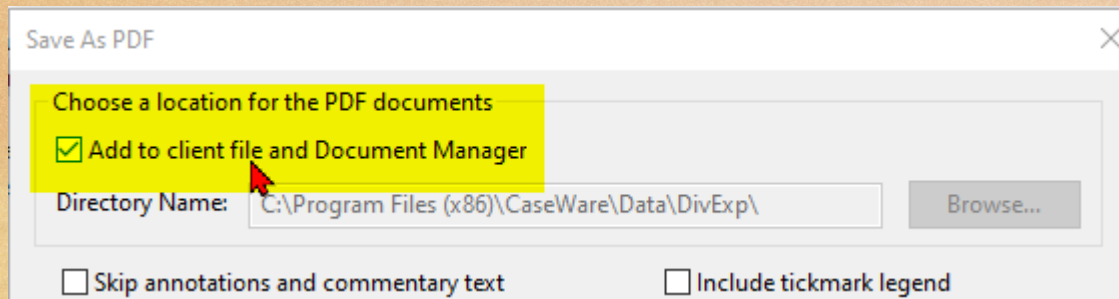 Save As PDF
Choose a location for the PDF documents
Add to client file and Document Manager
Directory Name: C:\Program Files (x86)\CaseWare\Data\DivExp\ Browse...
Skip annotations and commentary text Include tickmark legend